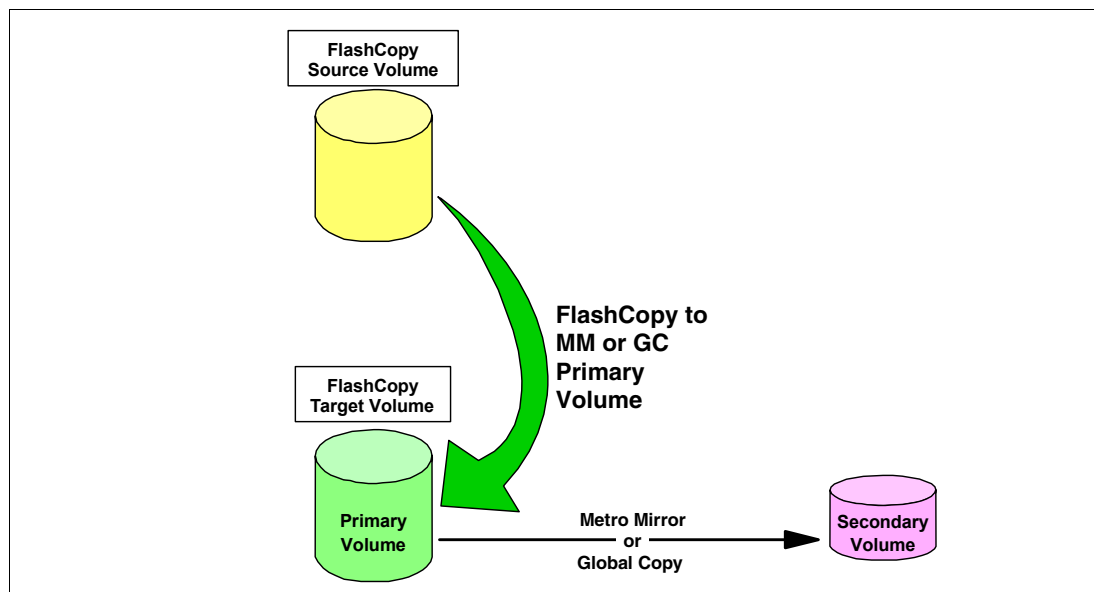 FlashCopy
Source Volume
FlashCopy to
MM or GC
Primary
Volume
FlashCopy
Target Volume
Primary
Volume
Metro Mirror
or
Global Copy
Secondary
Volume